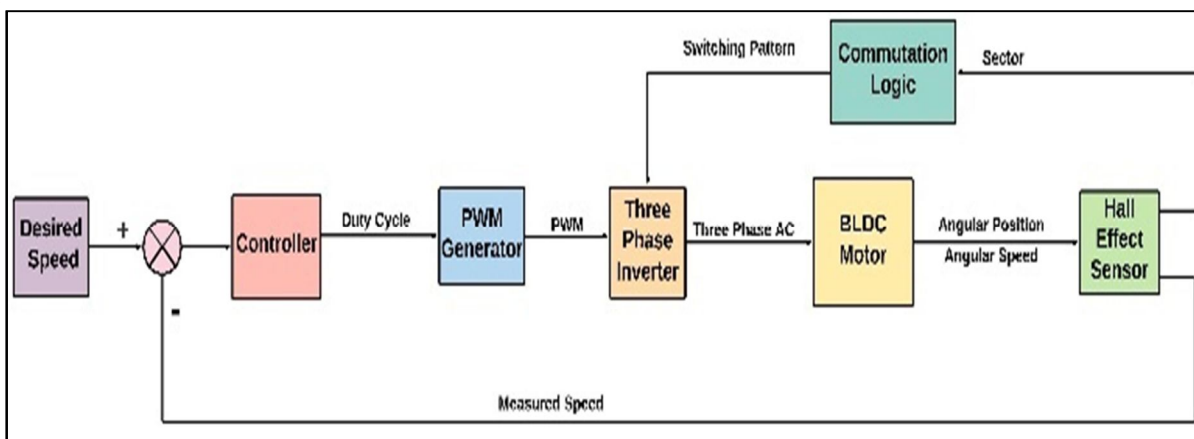 Switching Pattern
Commutation
Logic
Sector
Desired
Speed
+
-
Controller
Duty Cycle
PWM
Generator
PWM
Three
Phase
Inverter
Three Phase AC
BLDC
Motor
Angular Position
Angular Speed
Hall
Effect
Sensor
Measured Speed